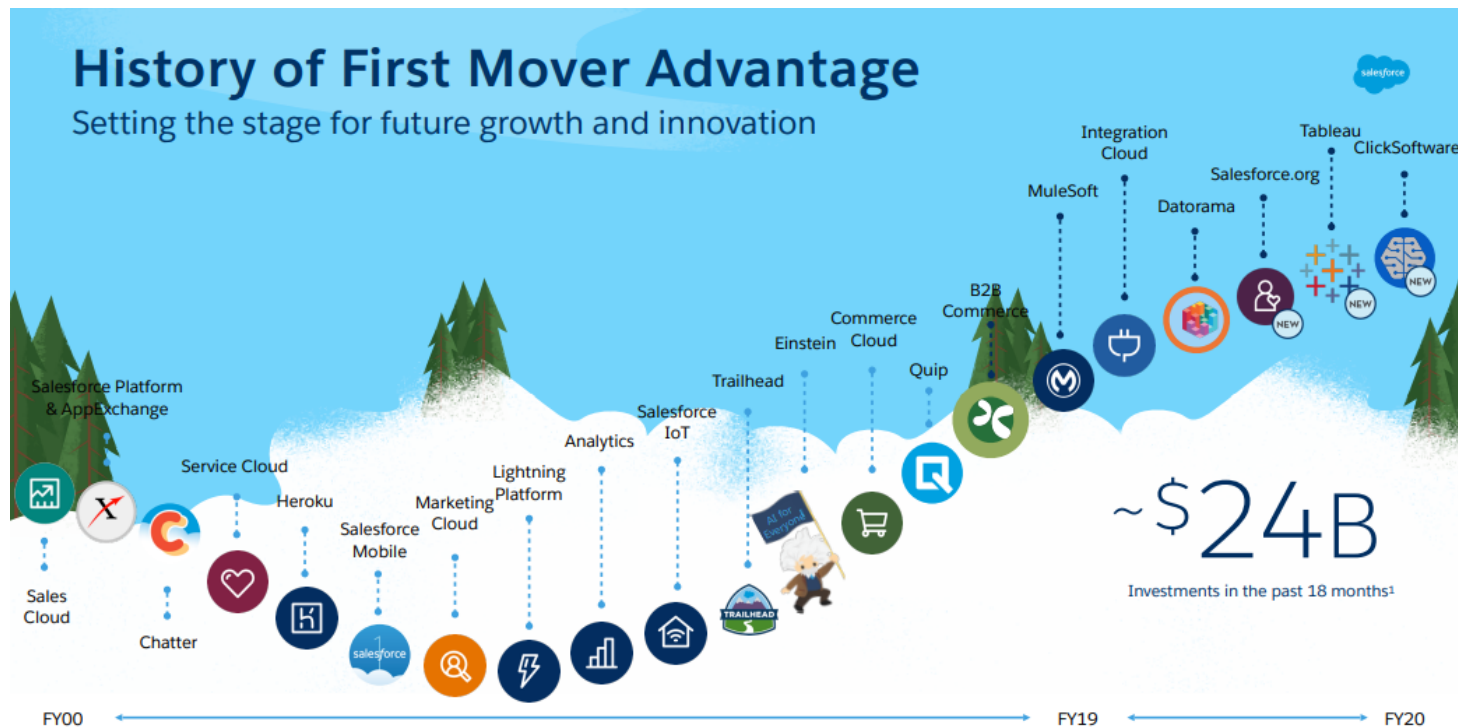 History of First Mover Advantage
Setting the stage for future growth and innovation
salesforce
Sales
Cloud
Salesforce Platform
& AppExchange
X
C
Chatter
Service Cloud
Heroku
Salesforce
Mobile
salesforce
1
Marketing
Cloud
Lightning
Platform
Analytics
Salesforce
IoT
Trailhead
TRAILHEAD
Einstein
AI for
Everyone!
Commerce
Cloud
Quip
B2B
Commerce
MuleSoft
Integration
Cloud
Datorama
Salesforce.org
NEW
Tableau
NEW
ClickSoftware
NEW
~$24B
Investments in the past 18 months¹
FY00
FY19
FY20